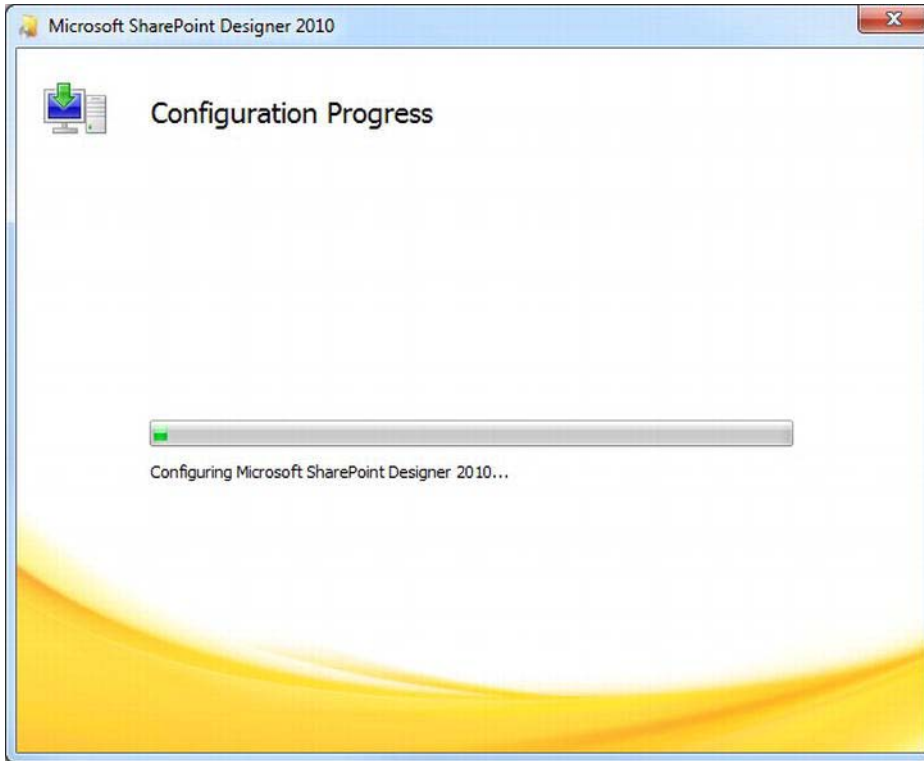 Microsoft SharePoint Designer 2010
Configuration Progress
Configuring Microsoft SharePoint Designer 2010...